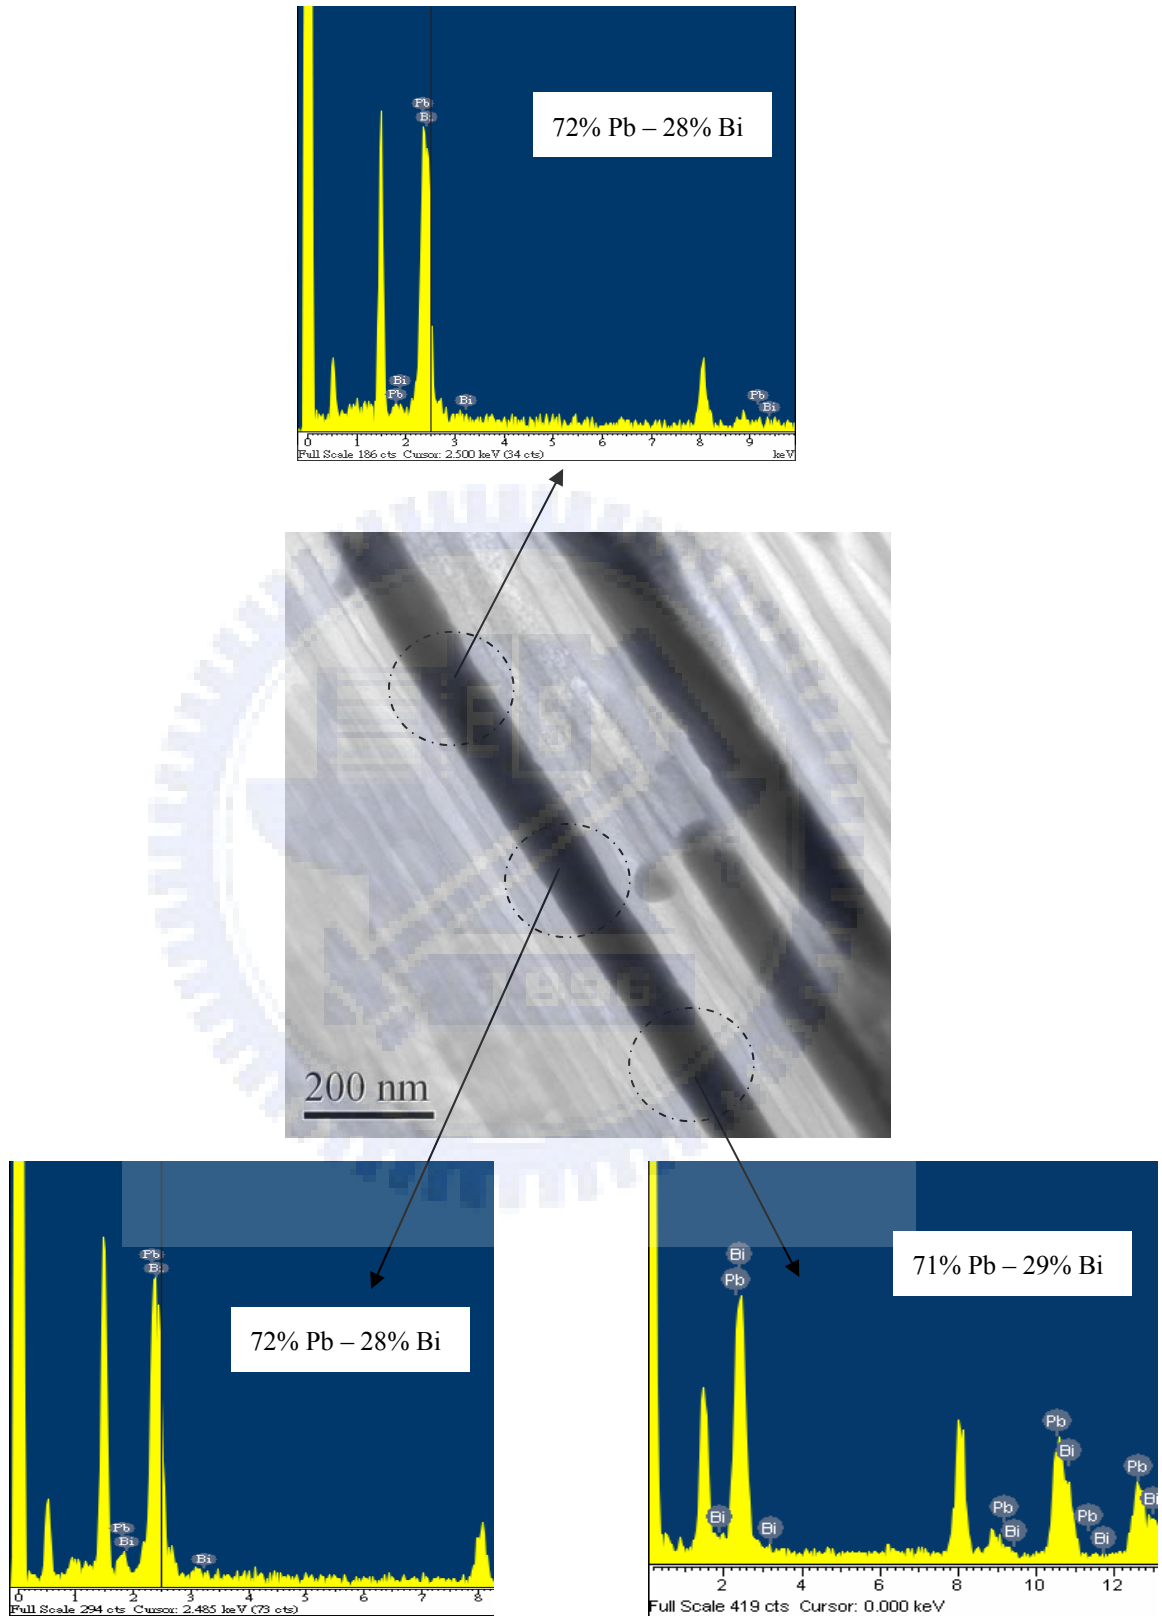 Pb
Bi
72% Pb – 28% Bi
Bi
Pb
Bi
Pb
Bi
0 1 2 3 4 5 6 7 8 9
Full Scale 186 cts Cursor: 2.500 keV (34 cts) keV
1996
200 nm
Pb
Bi
72% Pb – 28% Bi
Pb
Bi
Bi
0 1 2 3 4 5 6 7 8
Full Scale 294 cts Cursor: 2.485 keV (73 cts)
Bi
Pb
71% Pb – 29% Bi
Pb
Bi
Pb
Bi
Bi
Bi
Pb
Bi
Pb
Bi
2 4 6 8 10 12
Full Scale 419 cts Cursor: 0.000 keV